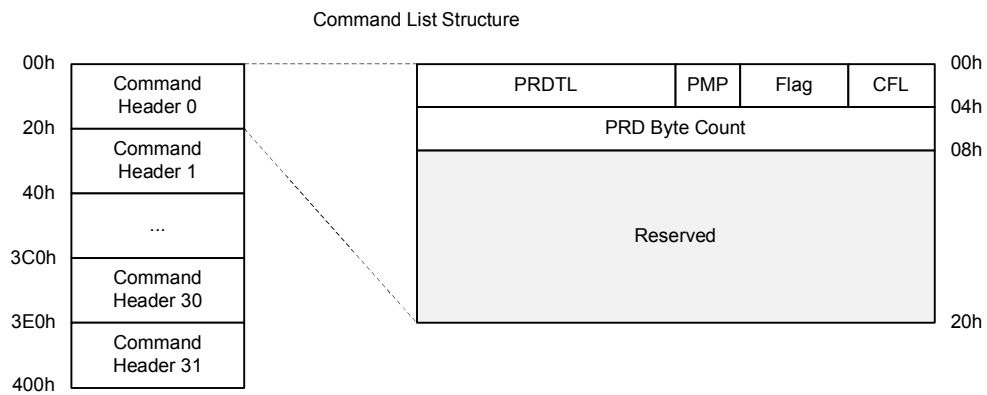 Command List Structure
00h
Command
Header 0
20h
Command
Header 1
40h
...
3C0h
Command
Header 30
3E0h
Command
Header 31
400h
00h
PRDTL PMP Flag CFL
04h
PRD Byte Count
08h
Reserved
20h